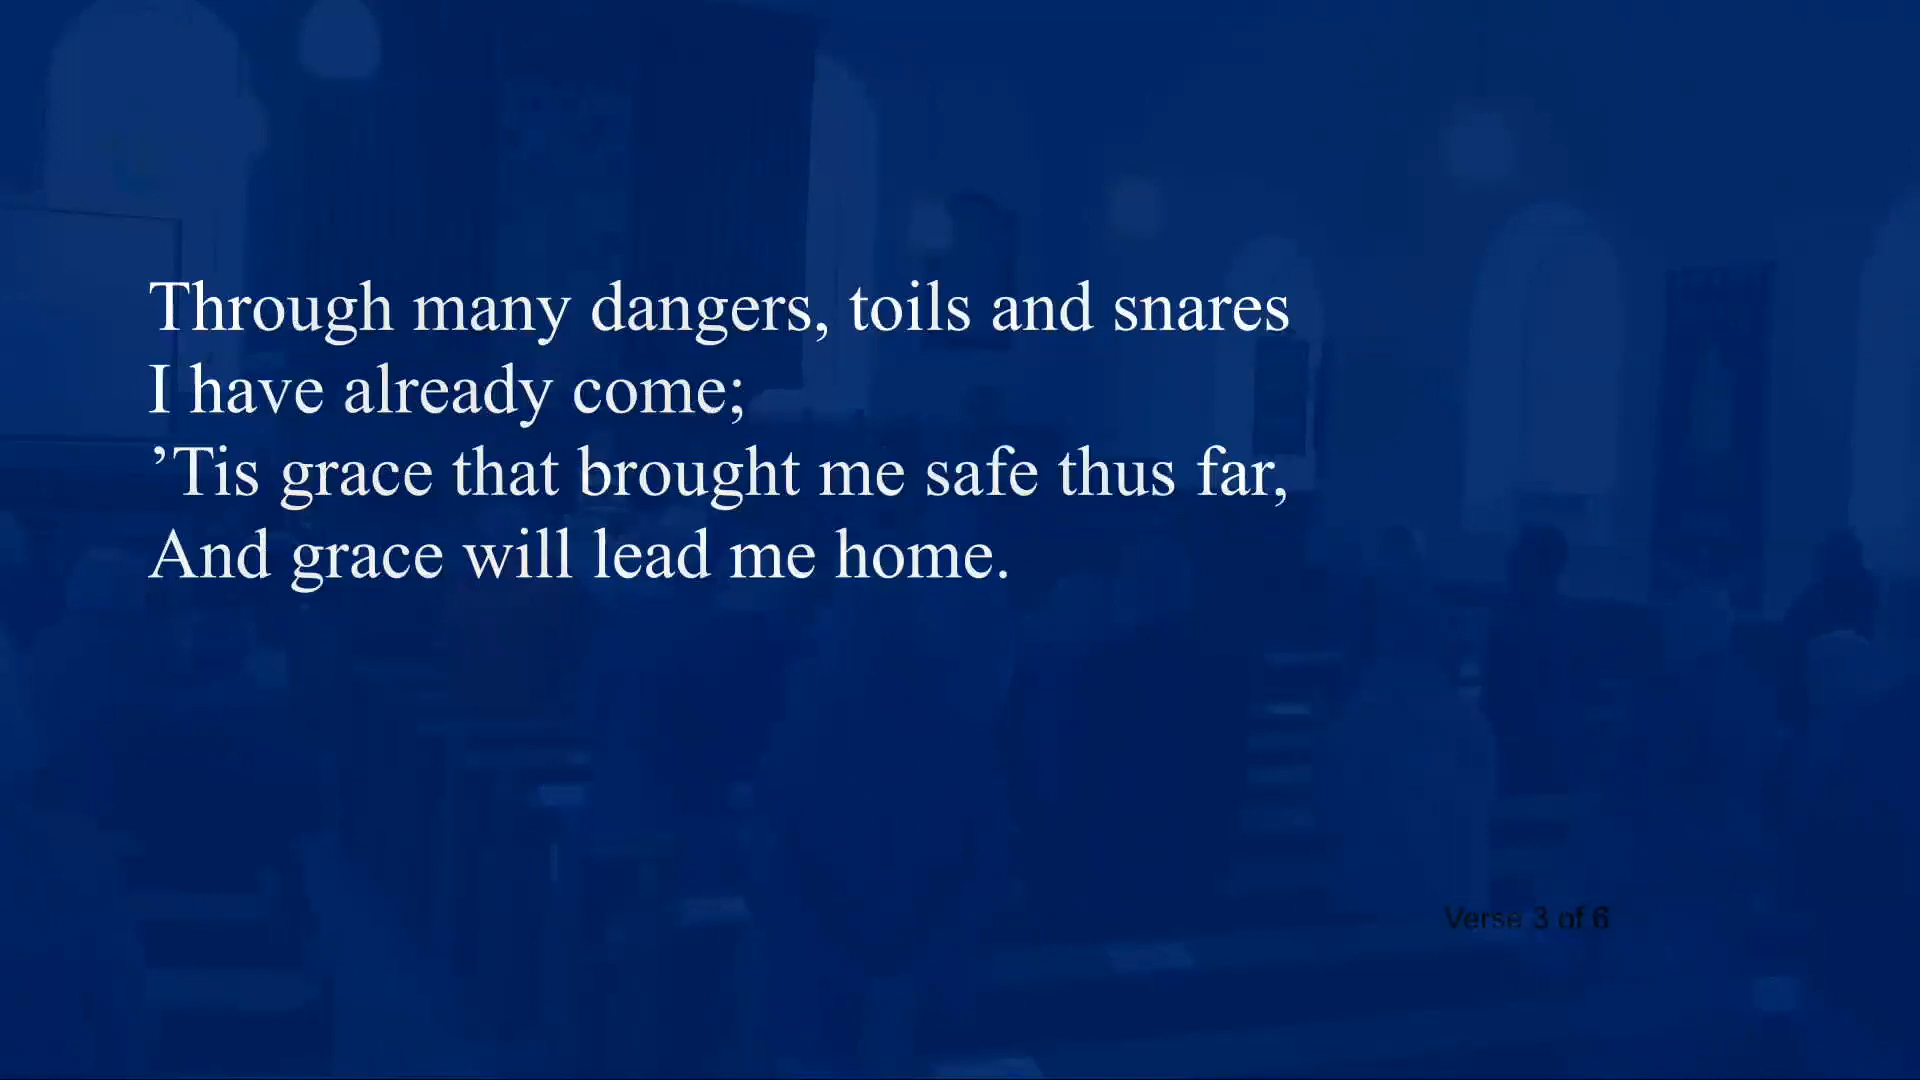 Through many dangers, toils and snares
I have already come;
’Tis grace that brought me safe thus far,
And grace will lead me home.
Verse 3 of 6